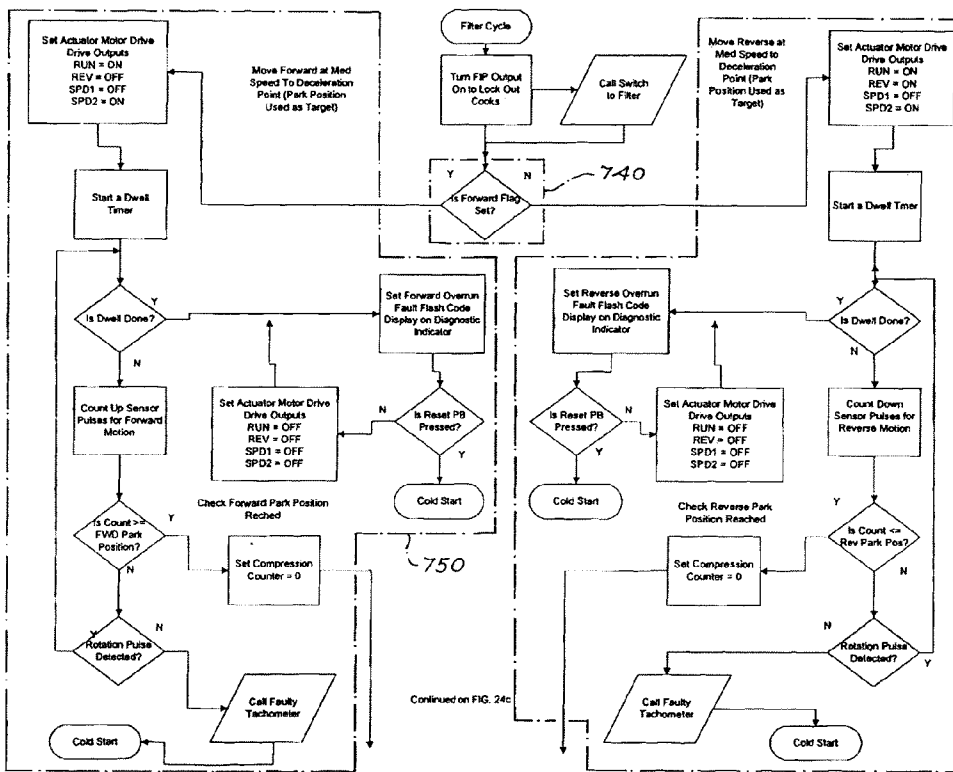 Filter Cycle
Set Actuator Motor Drive
Drive Outputs
RUN = ON
REV = OFF
SPD1 = OFF
SPD2 = ON
Move Forward at Med
Speed To Deceleration
Point (Park Position
Used as Target)
Turn FIP Output
On to Lock Out
Cooks
Call Switch
to Filter
Move Reverse at
Med Speed to
Deceleration
Point (Park
Position Used as
Target)
Set Actuator Motor Drive
Drive Outputs
RUN = ON
REV = ON
SPD1 = OFF
SPD2 = ON
Y
N
740
Is Forward Flag
Set?
Start a Dwell
Timer
Start a Dwell Timer
Is Dwell Done?
Y
N
Set Forward Overrun
Fault Flash Code
Display on Diagnostic
Indicator
Set Reverse Overrun
Fault Flash Code
Display on Diagnostic
Indicator
Y
Is Dwell Done?
N
Count Up Sensor
Pulses for Forward
Motion
Set Actuator Motor Drive
Drive Outputs
RUN = OFF
REV = OFF
SPD1 = OFF
SPD2 = OFF
N
Is Reset PB
Pressed?
Y
Cold Start
Is Reset PB
Pressed?
N
Y
Cold Start
Set Actuator Motor Drive
Drive Outputs
RUN = OFF
REV = OFF
SPD1 = OFF
SPD2 = OFF
Count Down
Sensor Pulses for
Reverse Motion
Check Forward Park Position
Reched
Check Reverse Park
Position Reached
Is Count >=
FWD Park
Position?
Y
N
Set Compression
Counter = 0
750
Set Compression
Counter = 0
Y
Is Count <=
Rev Park Pos?
N
Y
N
Rotation Pulse
Detected?
N
Rotation Pulse
Detected?
Y
Call Faulty
Tachometer
Cold Start
Continued on FIG. 24c
Call Faulty
Tachometer
Cold Start